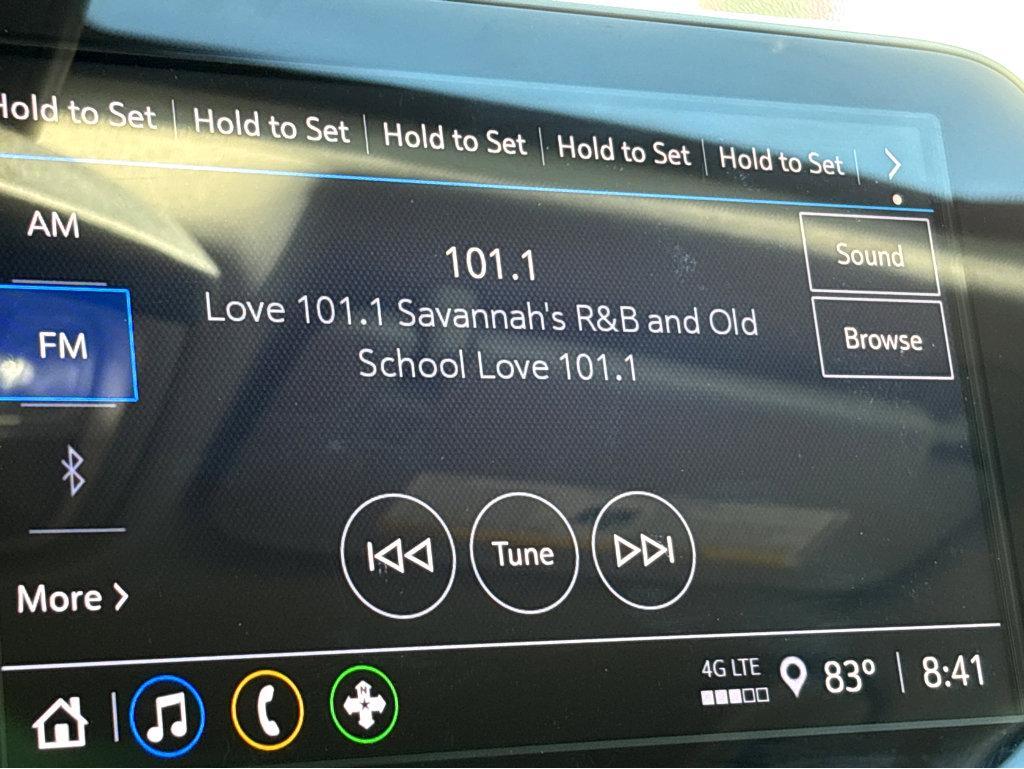 Hold to Set Hold to Set Hold to Set Hold to Set Hold to Set
AM
101.1
Sound
Love 101.1 Savannah's R&B and Old
School Love 101.1
FM
Browse
Tune
More
4G LTE
83° 8:41
N